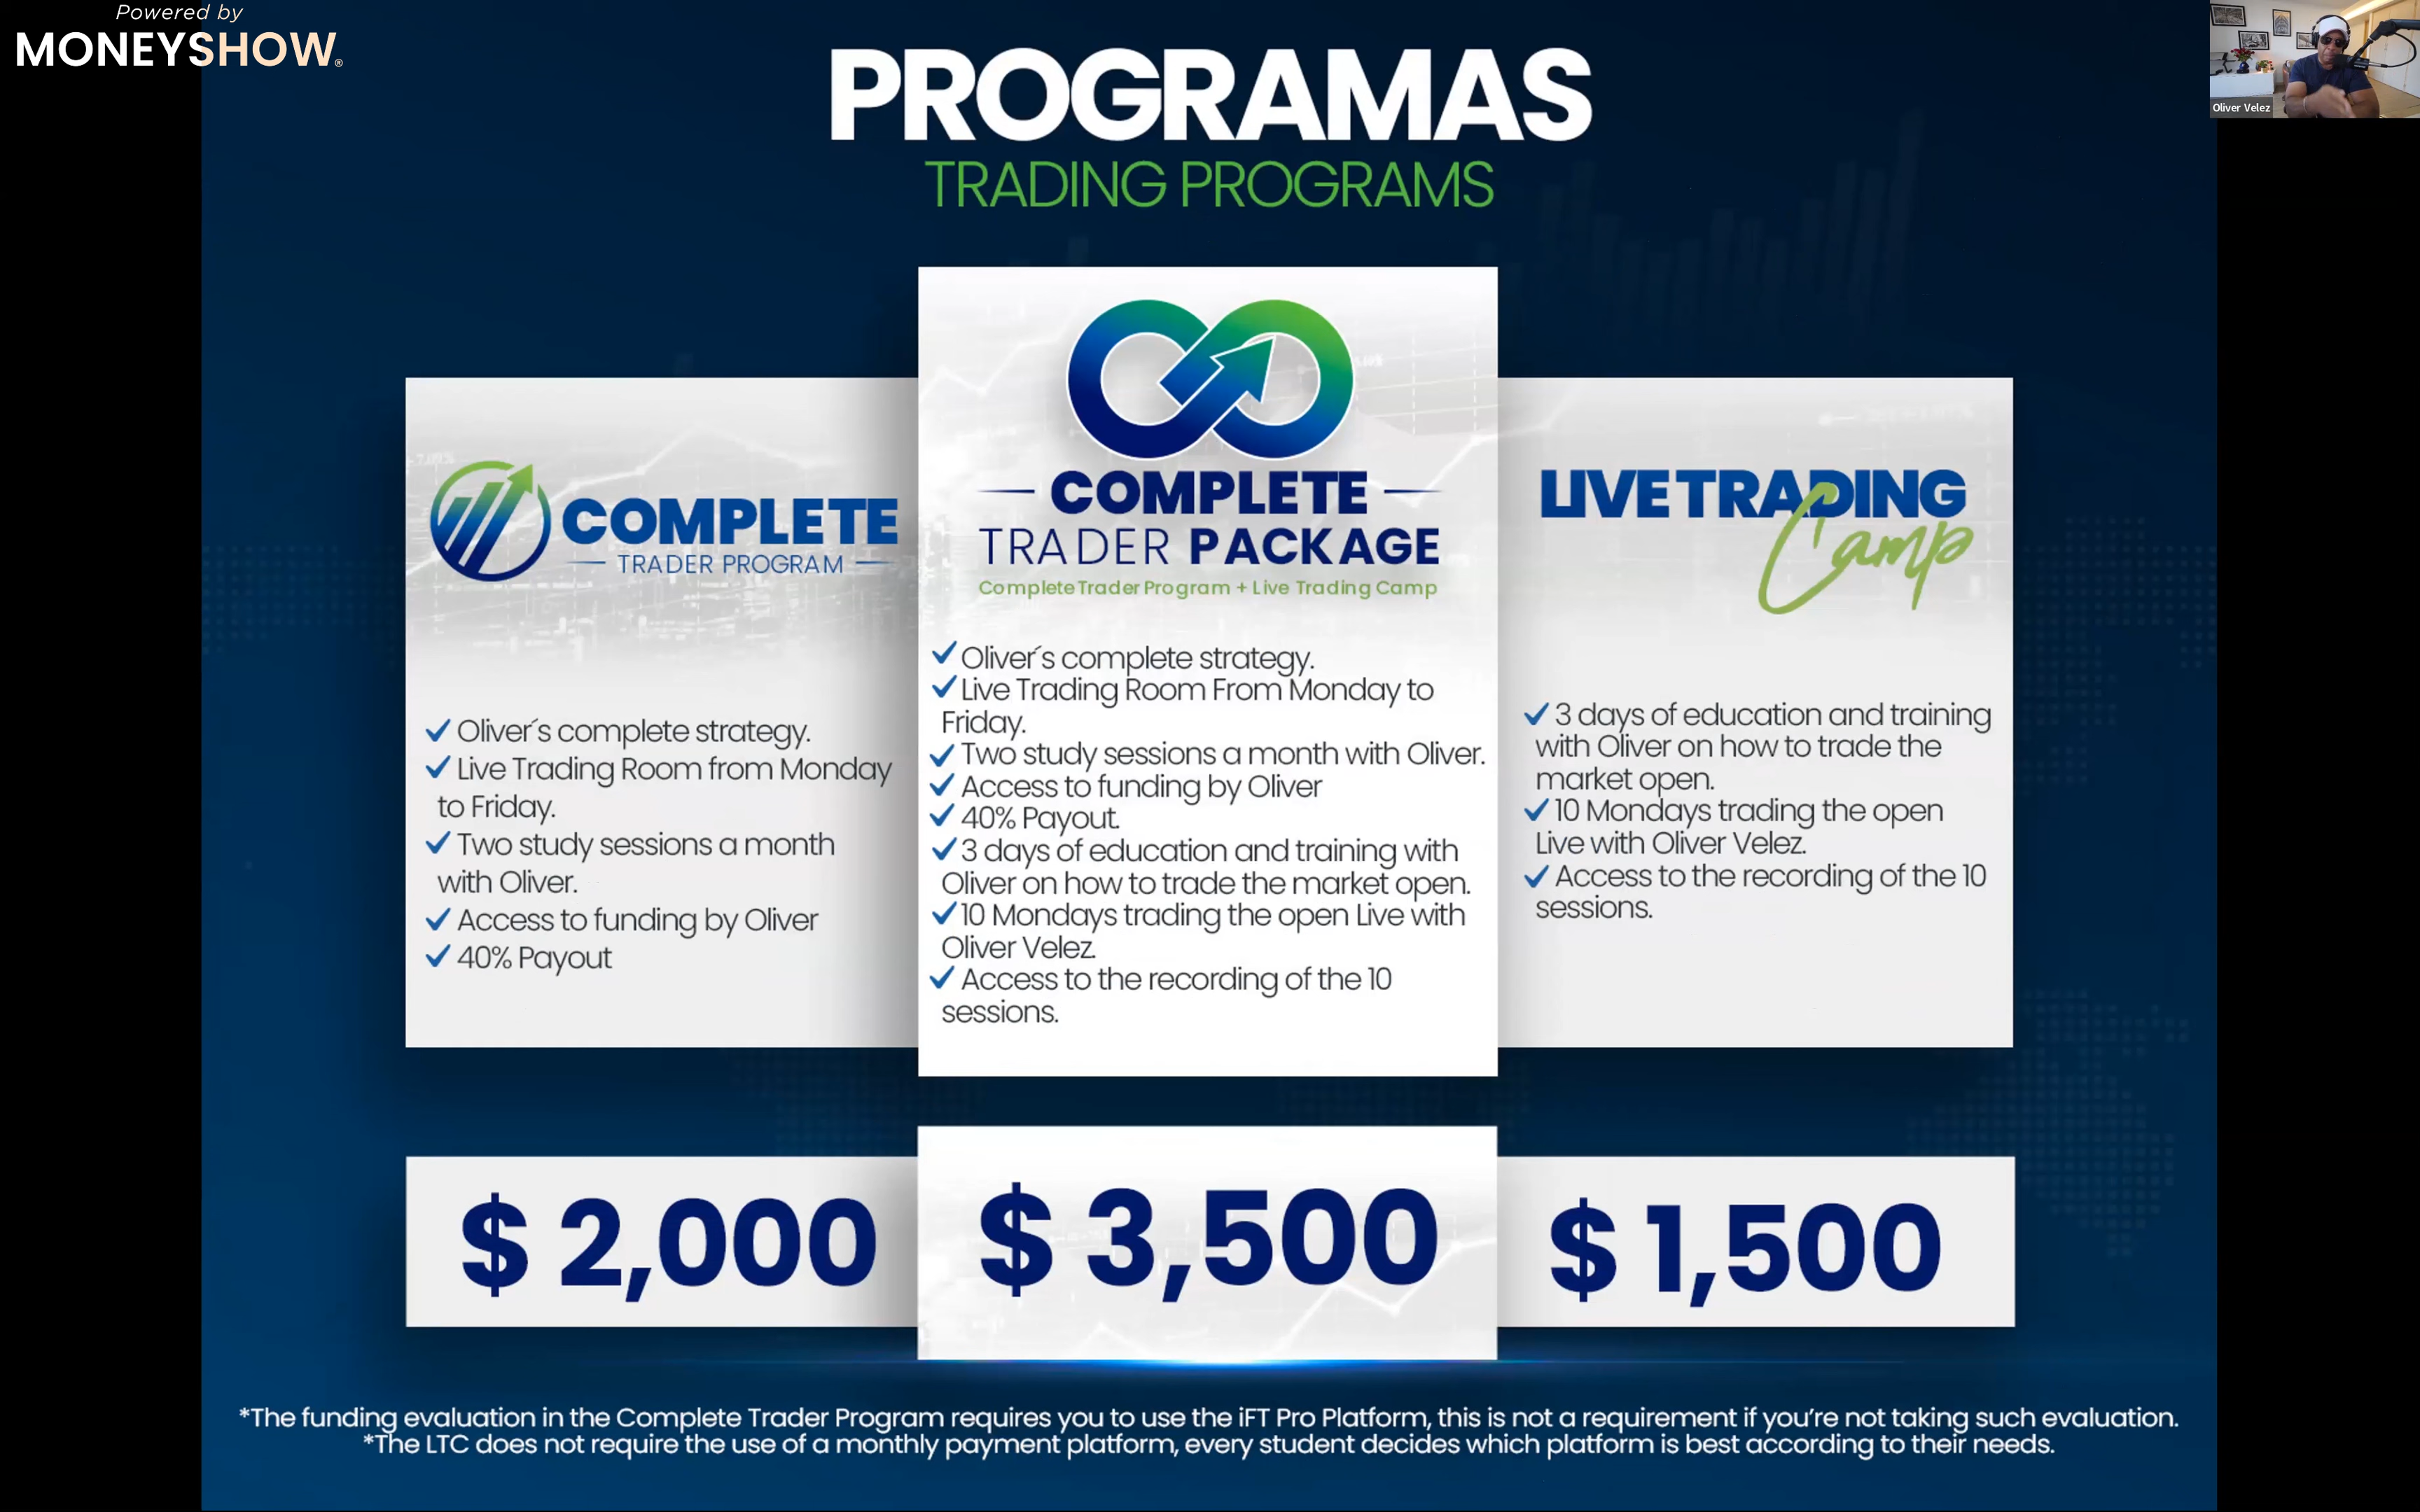 Powered by
MONEYSHOW®
Oliver Velez
PROGRAMAS
TRADING PROGRAMS
COMPLETE
TRADER PROGRAM
✓ Oliver´s complete strategy.
✓ Live Trading Room from Monday
to Friday.
✓ Two study sessions a month
with Oliver.
✓ Access to funding by Oliver
✓ 40% Payout
$ 2,000
COMPLETE
TRADER PACKAGE
Complete Trader Program + Live Trading Camp
✓ Oliver´s complete strategy.
✓ Live Trading Room From Monday to
Friday.
✓ Two study sessions a month with Oliver.
✓ Access to funding by Oliver
✓ 40% Payout.
✓ 3 days of education and training with
Oliver on how to trade the market open.
✓ 10 Mondays trading the open Live with
Oliver Velez.
✓ Access to the recording of the 10
sessions.
$ 3,500
LIVE TRADING
Camp
✓ 3 days of education and training
with Oliver on how to trade the
market open.
✓ 10 Mondays trading the open
Live with Oliver Velez.
✓ Access to the recording of the 10
sessions.
$ 1,500
*The funding evaluation in the Complete Trader Program requires you to use the iFT Pro Platform, this is not a requirement if you’re not taking such evaluation.
*The LTC does not require the use of a monthly payment platform, every student decides which platform is best according to their needs.